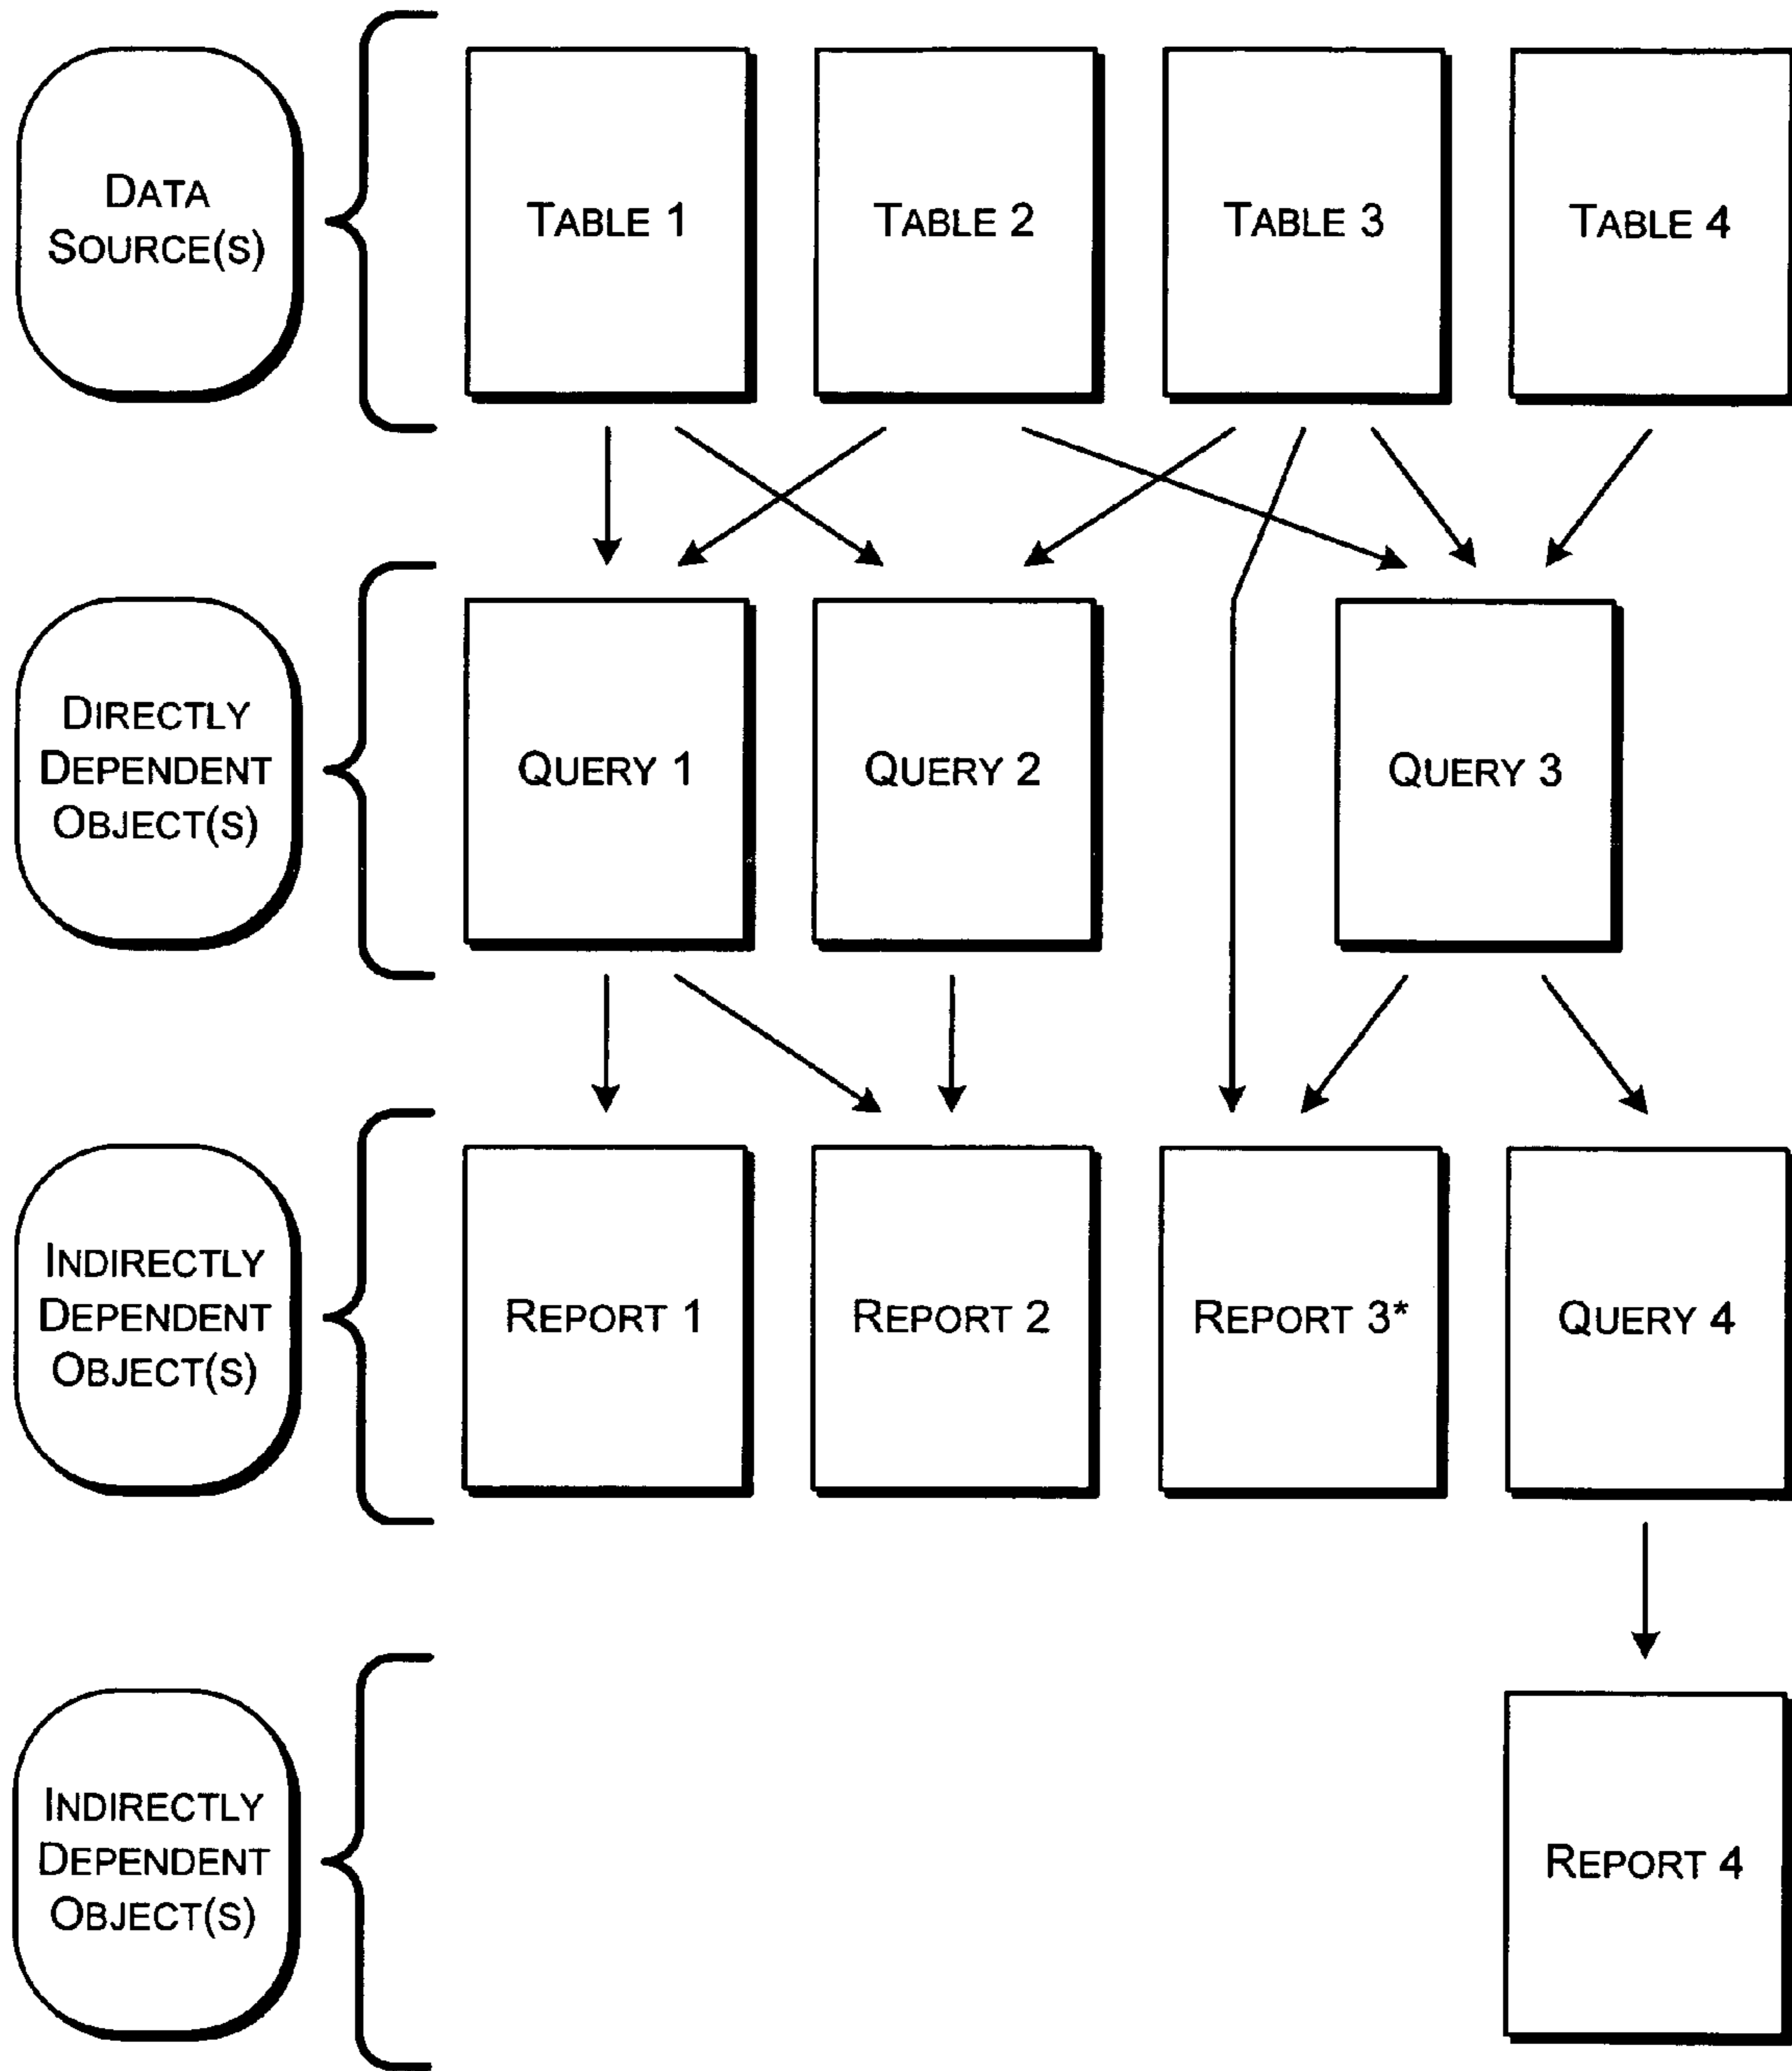 DATA
SOURCE(S)
TABLE 1
TABLE 2
TABLE 3
TABLE 4
DIRECTLY
DEPENDENT
OBJECT(S)
QUERY 1
QUERY 2
QUERY 3
INDIRECTLY
DEPENDENT
OBJECT(S)
REPORT 1
REPORT 2
REPORT 3*
QUERY 4
INDIRECTLY
DEPENDENT
OBJECT(S)
REPORT 4